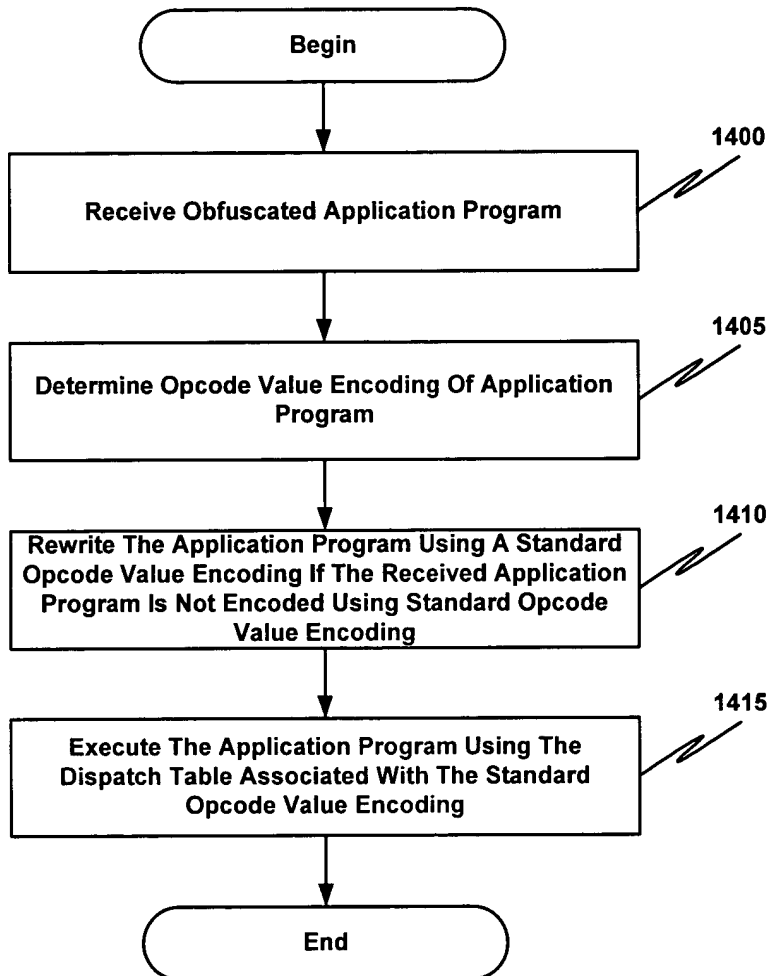 Begin
1400
Receive Obfuscated Application Program
1405
Determine Opcode Value Encoding Of Application
Program
1410
Rewrite The Application Program Using A Standard
Opcode Value Encoding If The Received Application
Program Is Not Encoded Using Standard Opcode
Value Encoding
1415
Execute The Application Program Using The
Dispatch Table Associated With The Standard
Opcode Value Encoding
End